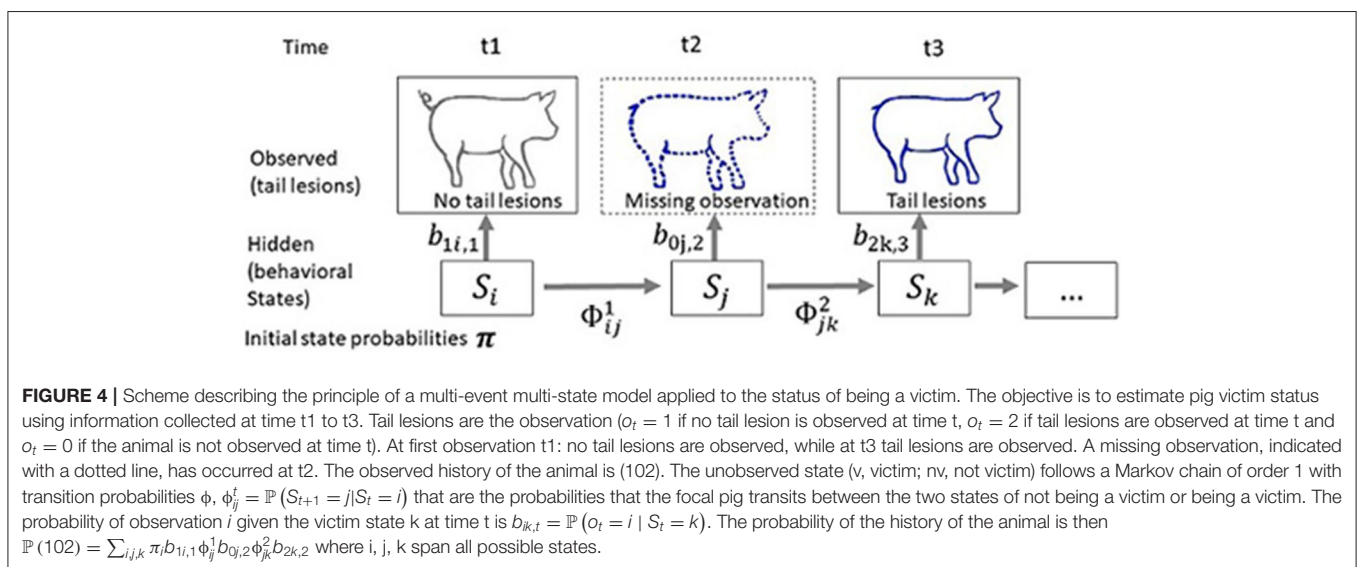 Time t1 t2 t3
Observed
(tail lesions)
No tail lesions Missing observation Tail lesions
b₁ᵢ,₁ b₀ⱼ,₂ b₂ₖ,₃
Hidden
(behavioral
States)
Sᵢ Sⱼ Sₖ ...
Φ¹ᵢⱼ Φ²ⱼₖ
Initial state probabilities π
FIGURE 4 | Scheme describing the principle of a multi-event multi-state model applied to the status of being a victim. The objective is to estimate pig victim status
using information collected at time t1 to t3. Tail lesions are the observation (oₜ = 1 if no tail lesion is observed at time t, oₜ = 2 if tail lesions are observed at time t and
oₜ = 0 if the animal is not observed at time t). At first observation t1: no tail lesions are observed, while at t3 tail lesions are observed. A missing observation, indicated
with a dotted line, has occurred at t2. The observed history of the animal is (102). The unobserved state (v, victim; nv, not victim) follows a Markov chain of order 1 with
transition probabilities ϕ, ϕᵗᵢⱼ = ℙ (Sₜ₊₁ = j|Sₜ = i) that are the probabilities that the focal pig transits between the two states of not being a victim or being a victim. The
probability of observation i given the victim state k at time t is bᵢₖ,ₜ = ℙ (oₜ = i | Sₜ = k). The probability of the history of the animal is then
ℙ (102) = ∑ᵢ,ⱼ,ₖ πᵢb₁ᵢ,₁ϕ¹ᵢⱼb₀ⱼ,₂ϕ²ⱼₖb₂ₖ,₂ where i, j, k span all possible states.